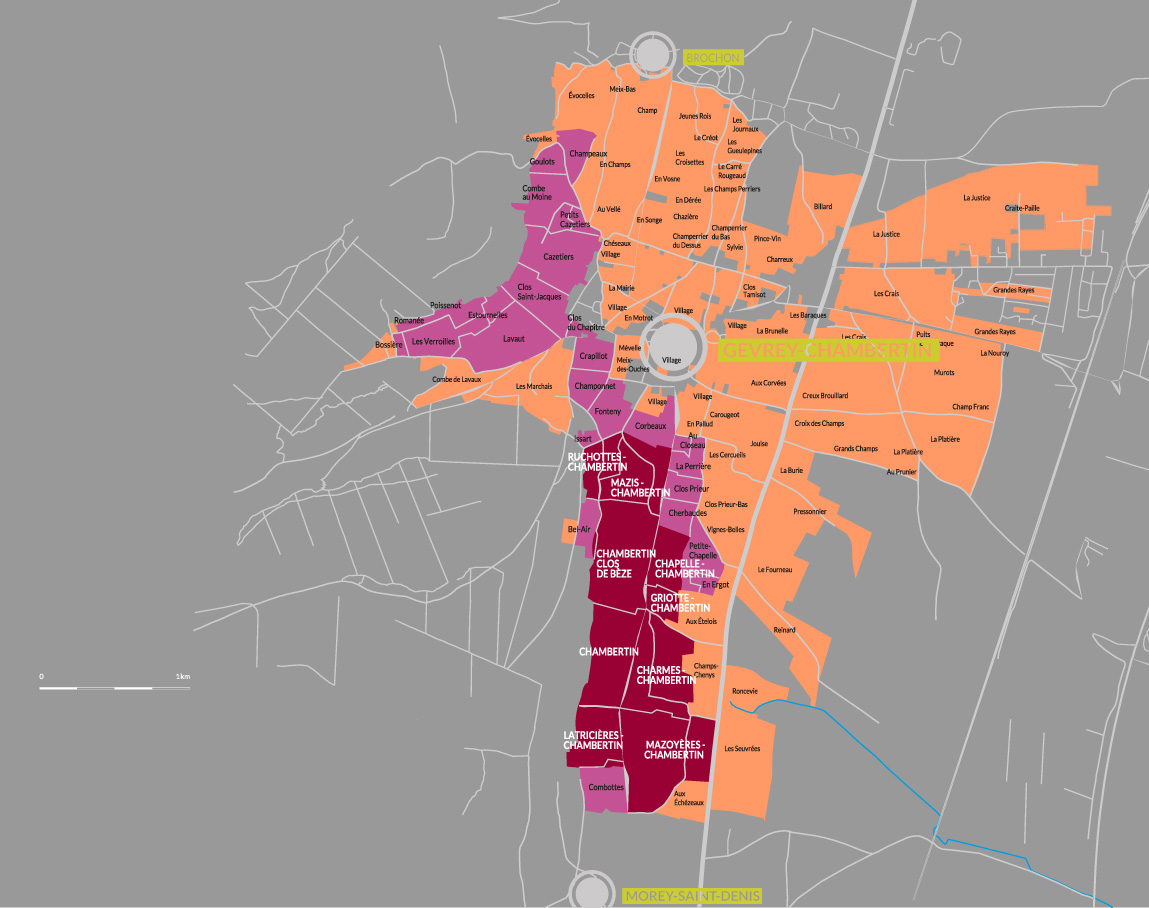 BROCHON
Évocelles
Meix-Bas
Champ
Jeunes Rois
Les
Journaux
Le Créot
Les
Gueulepines
Évocelles
Goulots
Champeaux
En Champs
Les
Croisettes
Le Carré
Rougeaud
En Vosne
Les Champs Perriers
Combe
au Moine
En Dérée
Petits
Cazetiers
Au Vellé
En Songe
Chazière
Champerrier
du Bas
Champerrier
du Dessus
Sylvie
Pince-Vin
Billard
La Justice
Graite-Paille
La Justice
Chéseaux
Village
Charreux
Cazetiers
Clos
Saint-Jacques
La Mairie
Clos
Tamisot
Les Crais
Grandes Rayes
Poissenot
Romanée
Estournelles
Village
Village
En Motrot
Clos
du Chapitre
Les Baraques
Village
La Brunelle
Les Crais
Puits
aque
Grandes Rayes
Bossière
Les Verroilles
Lavaut
Crapillot
Mévelle
Meix-
des-Ouches
Village
GEVREY-CHAMBERTIN
La Nouroy
Murots
Combe de Lavaux
Les Marchais
Champonnet
Aux Corvées
Creux Brouillard
Champ Franc
Fonteny
Village
Village
Carougeot
Corbeaux
En Pallud
Croix des Champs
Issart
Au
Closeau
Jouise
Les Cercueils
Grands Champs
La Platière
La Platière
RUCHOTTES -
CHAMBERTIN
La Perrière
La Burie
Au Prunier
MAZIS -
CHAMBERTIN
Clos Prieur
Clos Prieur-Bas
Cherbaudes
Pressonnier
Bel-Air
Vignes-Belles
CHAMBERTIN
CLOS
DE BÈZE
Petite-
Chapelle
CHAPELLE -
CHAMBERTIN
Le Fourneau
En Ergot
GRIOTTE -
CHAMBERTIN
Aux Ételois
Reinard
CHAMBERTIN
CHARMES -
CHAMBERTIN
Champs-
Chenys
0 1km
Roncevie
LATRICIÈRES -
CHAMBERTIN
MAZOYÈRES -
CHAMBERTIN
Les Seuvrées
Combottes
Aux
Échézeaux
MOREY-SAINT-DENIS